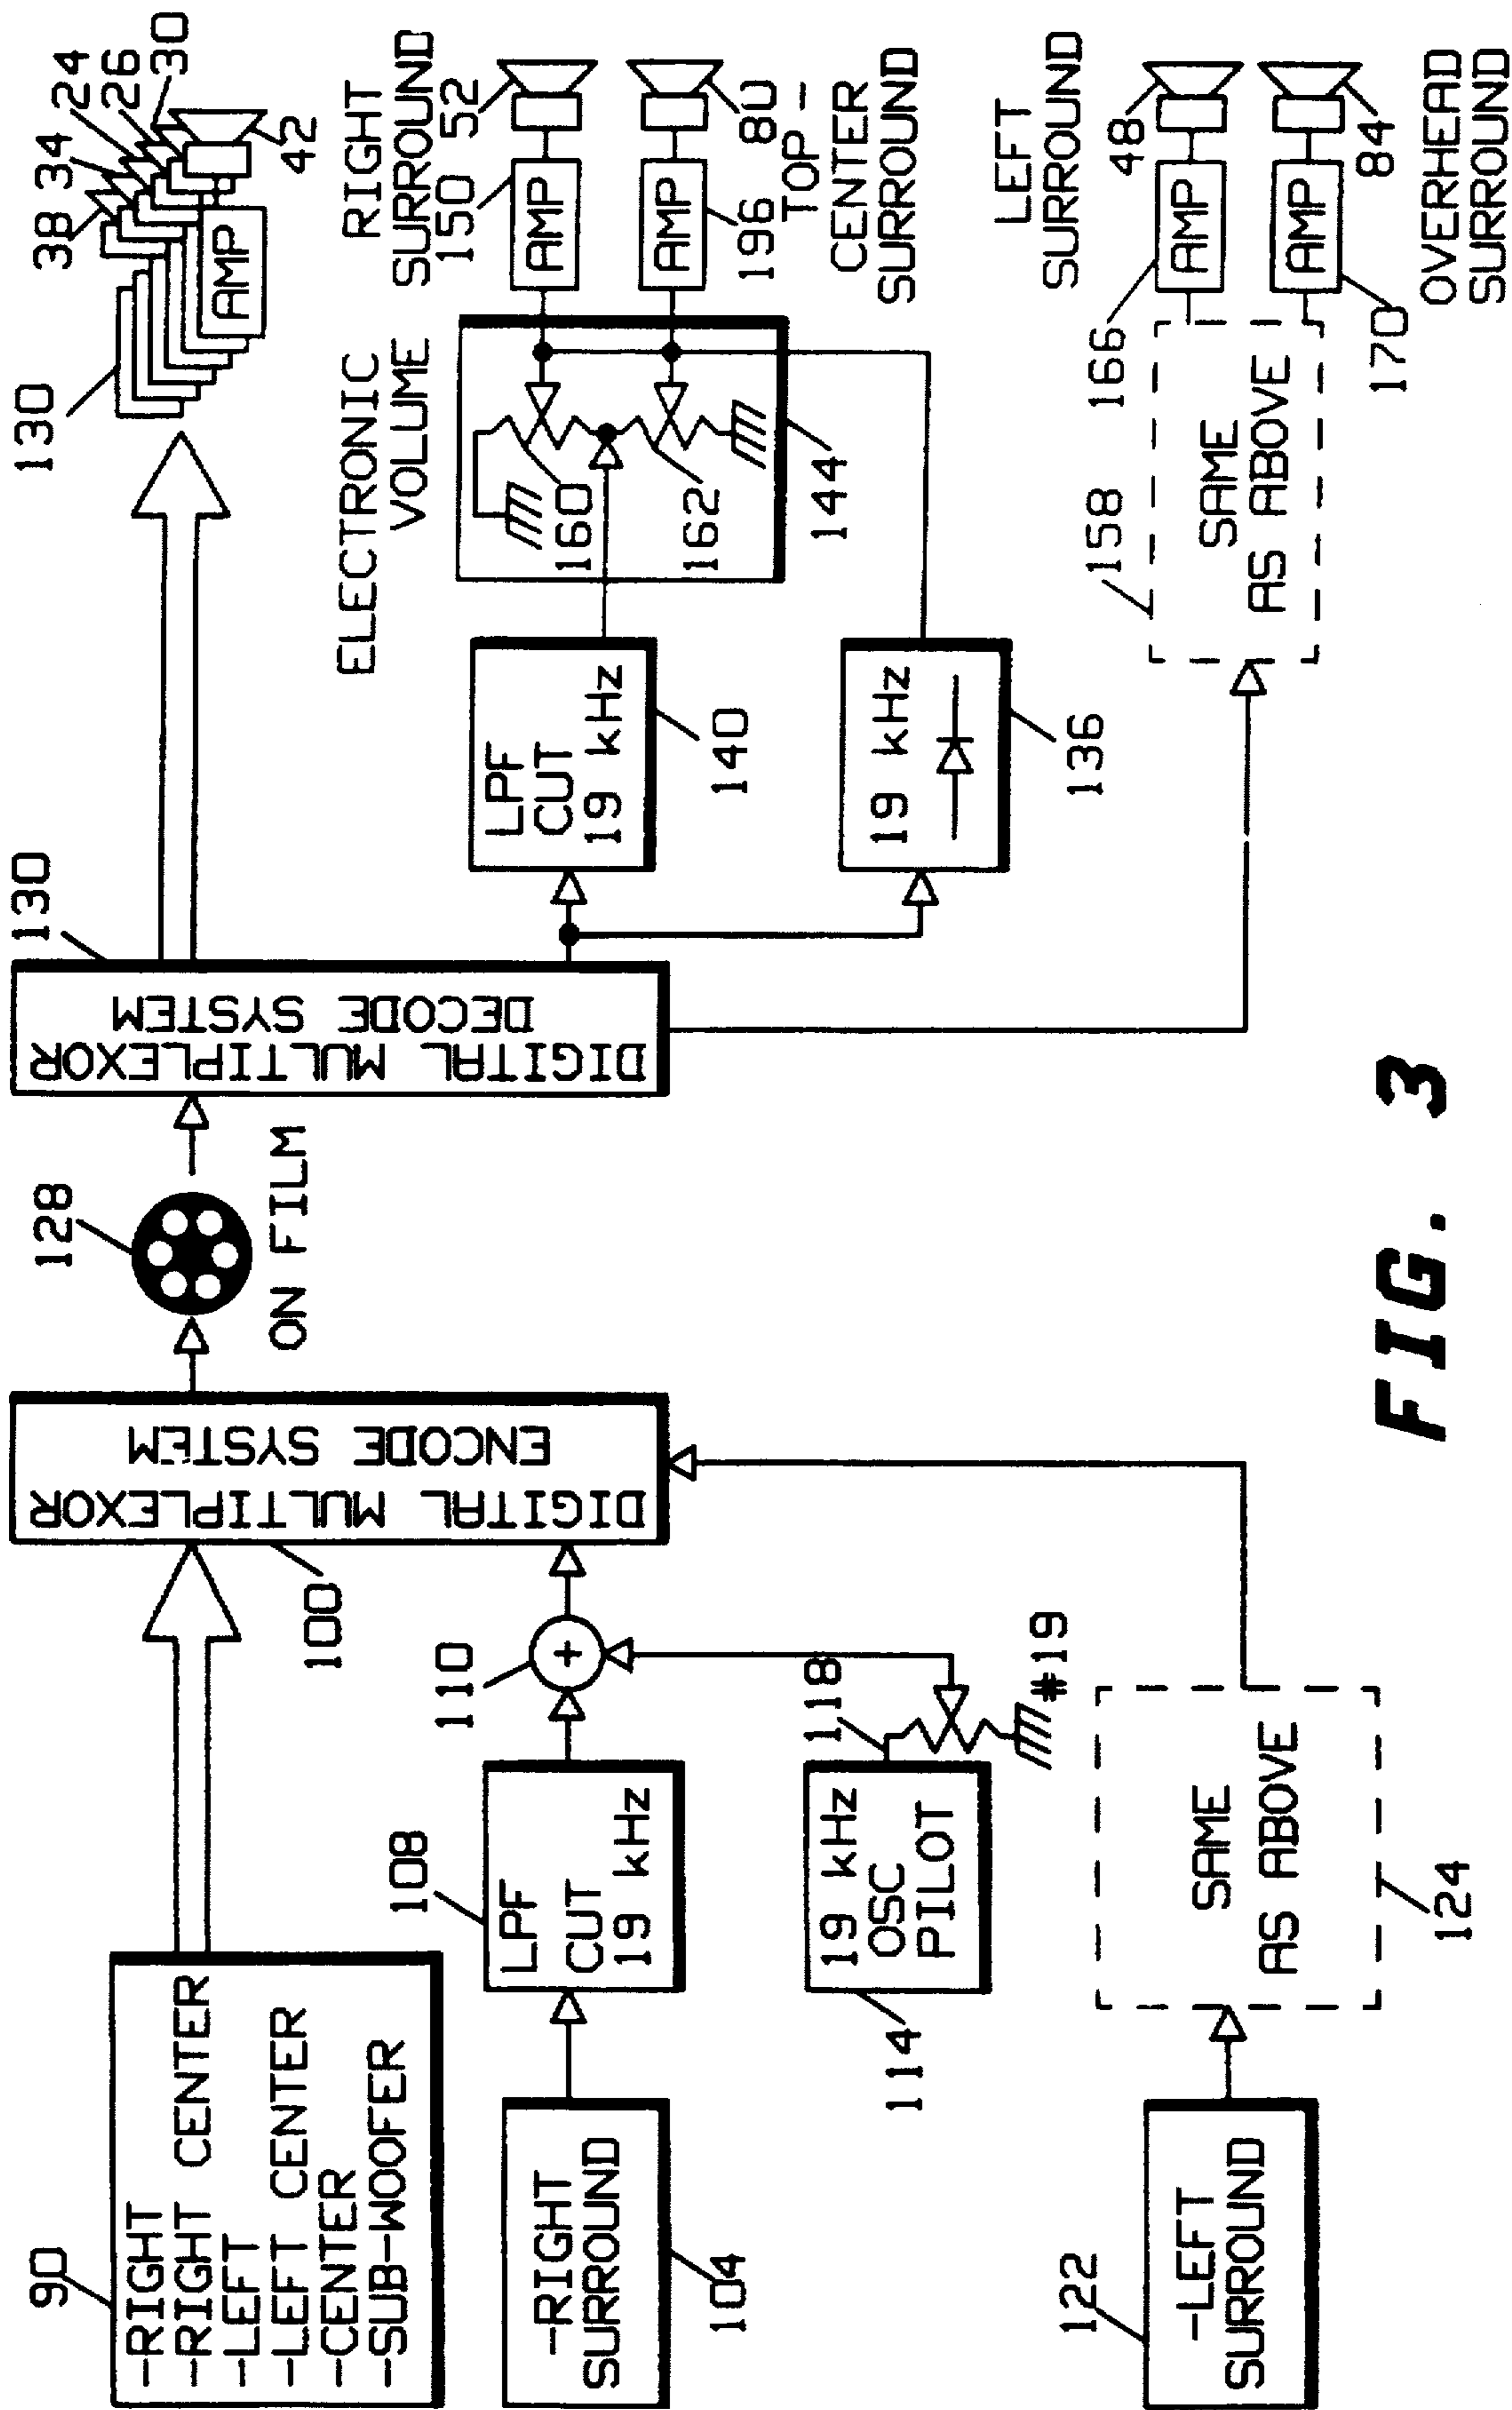 90
-RIGHT
-RIGHT CENTER
-LEFT
-LEFT CENTER
-CENTER
-SUB-WOOFER
100
DIGITAL MULTIPLEXOR
ENCODE SYSTEM
128
ON FILM
130
DIGITAL MULTIPLEXOR
DECODE SYSTEM
130
38
34
24
26
30
AMP
42
-RIGHT
SURROUND
104
108
LPF
CUT
19 kHz
110
+
114
19 kHz
OSC
PILOT
118
#19
LPF
CUT
19 kHz
140
19 kHz
136
ELECTRONIC
VOLUME
160
162
144
RIGHT
SURROUND
150
52
AMP
AMP
196
80
TOP -
CENTER
SURROUND
122
-LEFT
SURROUND
SAME
AS ABOVE
124
158
SAME
AS ABOVE
LEFT
SURROUND
166
48
AMP
AMP
170
84
OVERHEAD
SURROUND
FIG. 3